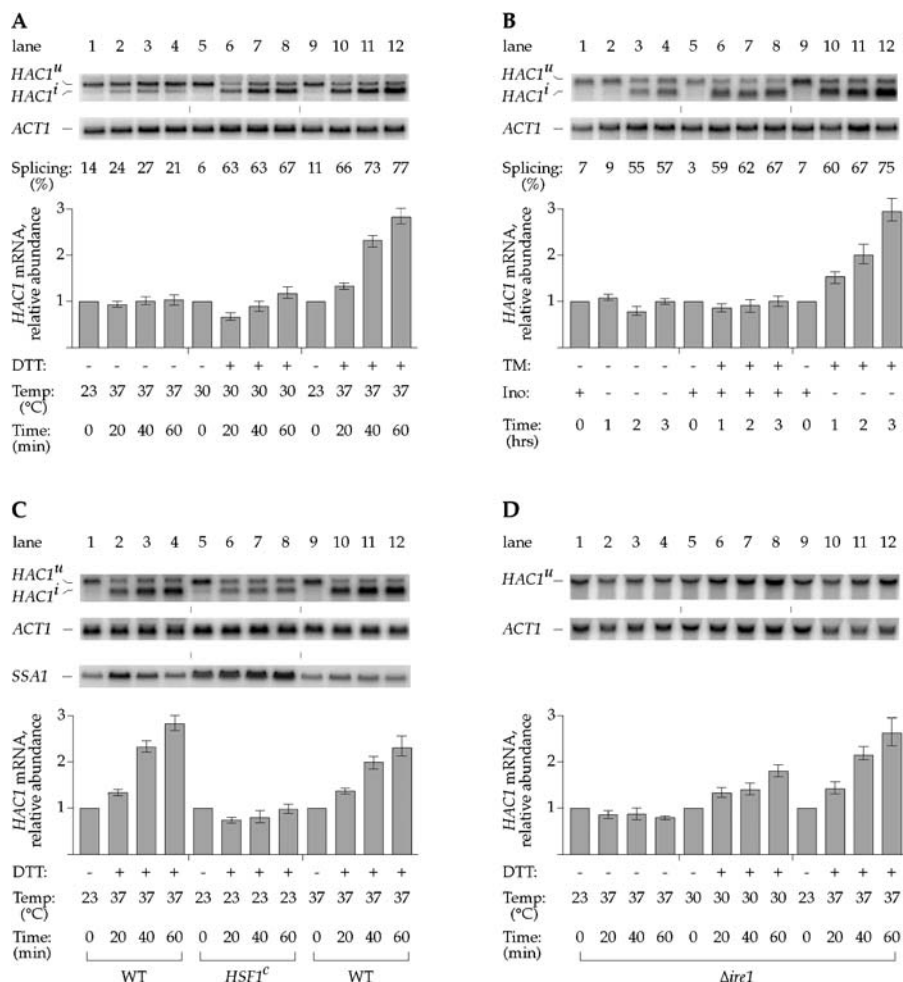 A
lane 1 2 3 4 5 6 7 8 9 10 11 12
HAC1u
HAC1i
ACT1
Splicing: 14 24 27 21 6 63 63 67 11 66 73 77
(%)
HAC1 mRNA,
relative abundance
3
2
1
DTT: - - - - - + + + - + + +
Temp: 23 37 37 37 30 30 30 30 23 37 37 37
(°C)
Time: 0 20 40 60 0 20 40 60 0 20 40 60
(min)
B
lane 1 2 3 4 5 6 7 8 9 10 11 12
HAC1u
HAC1i
ACT1
Splicing: 7 9 55 57 3 59 62 67 7 60 67 75
(%)
HAC1 mRNA,
relative abundance
3
2
1
TM: - - - - - + + + - + + +
Ino: + - - - + + + + + - - -
Time: 0 1 2 3 0 1 2 3 0 1 2 3
(hrs)
C
lane 1 2 3 4 5 6 7 8 9 10 11 12
HAC1u
HAC1i
ACT1
SSA1
HAC1 mRNA,
relative abundance
3
2
1
DTT: - + + + - + + + - + + +
Temp: 23 37 37 37 23 23 23 23 37 37 37 37
(°C)
Time: 0 20 40 60 0 20 40 60 0 20 40 60
(min)
WT HSF1c WT
D
lane 1 2 3 4 5 6 7 8 9 10 11 12
HAC1u
ACT1
HAC1 mRNA,
relative abundance
3
2
1
DTT: - - - - - + + + - + + +
Temp: 23 37 37 37 30 30 30 30 23 37 37 37
(°C)
Time: 0 20 40 60 0 20 40 60 0 20 40 60
(min)
Δire1